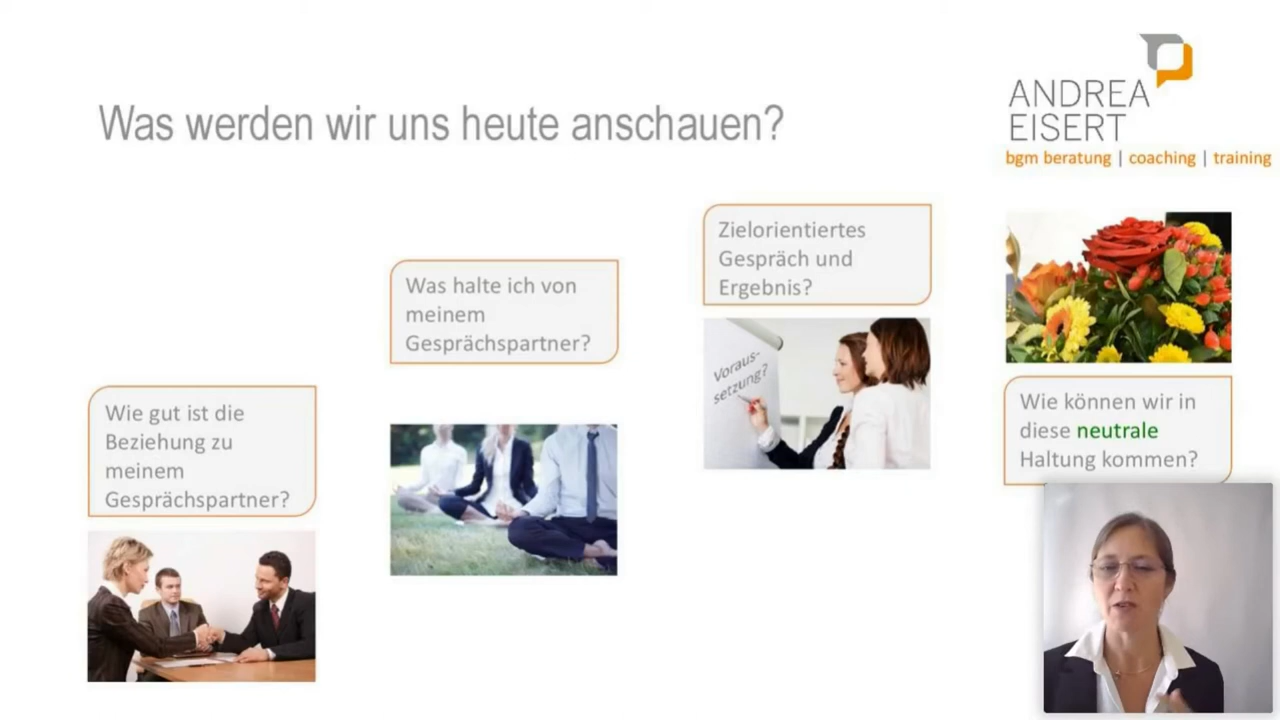 Was werden wir uns heute anschauen?
ANDREA
EISERT
bgm beratung | coaching | training
Wie gut ist die
Beziehung zu
meinem
Gesprächspartner?
Was halte ich von
meinem
Gesprächspartner?
Zielorientiertes
Gespräch und
Ergebnis?
Voraus-
setzung?
Wie können wir in
diese neutrale
Haltung kommen?